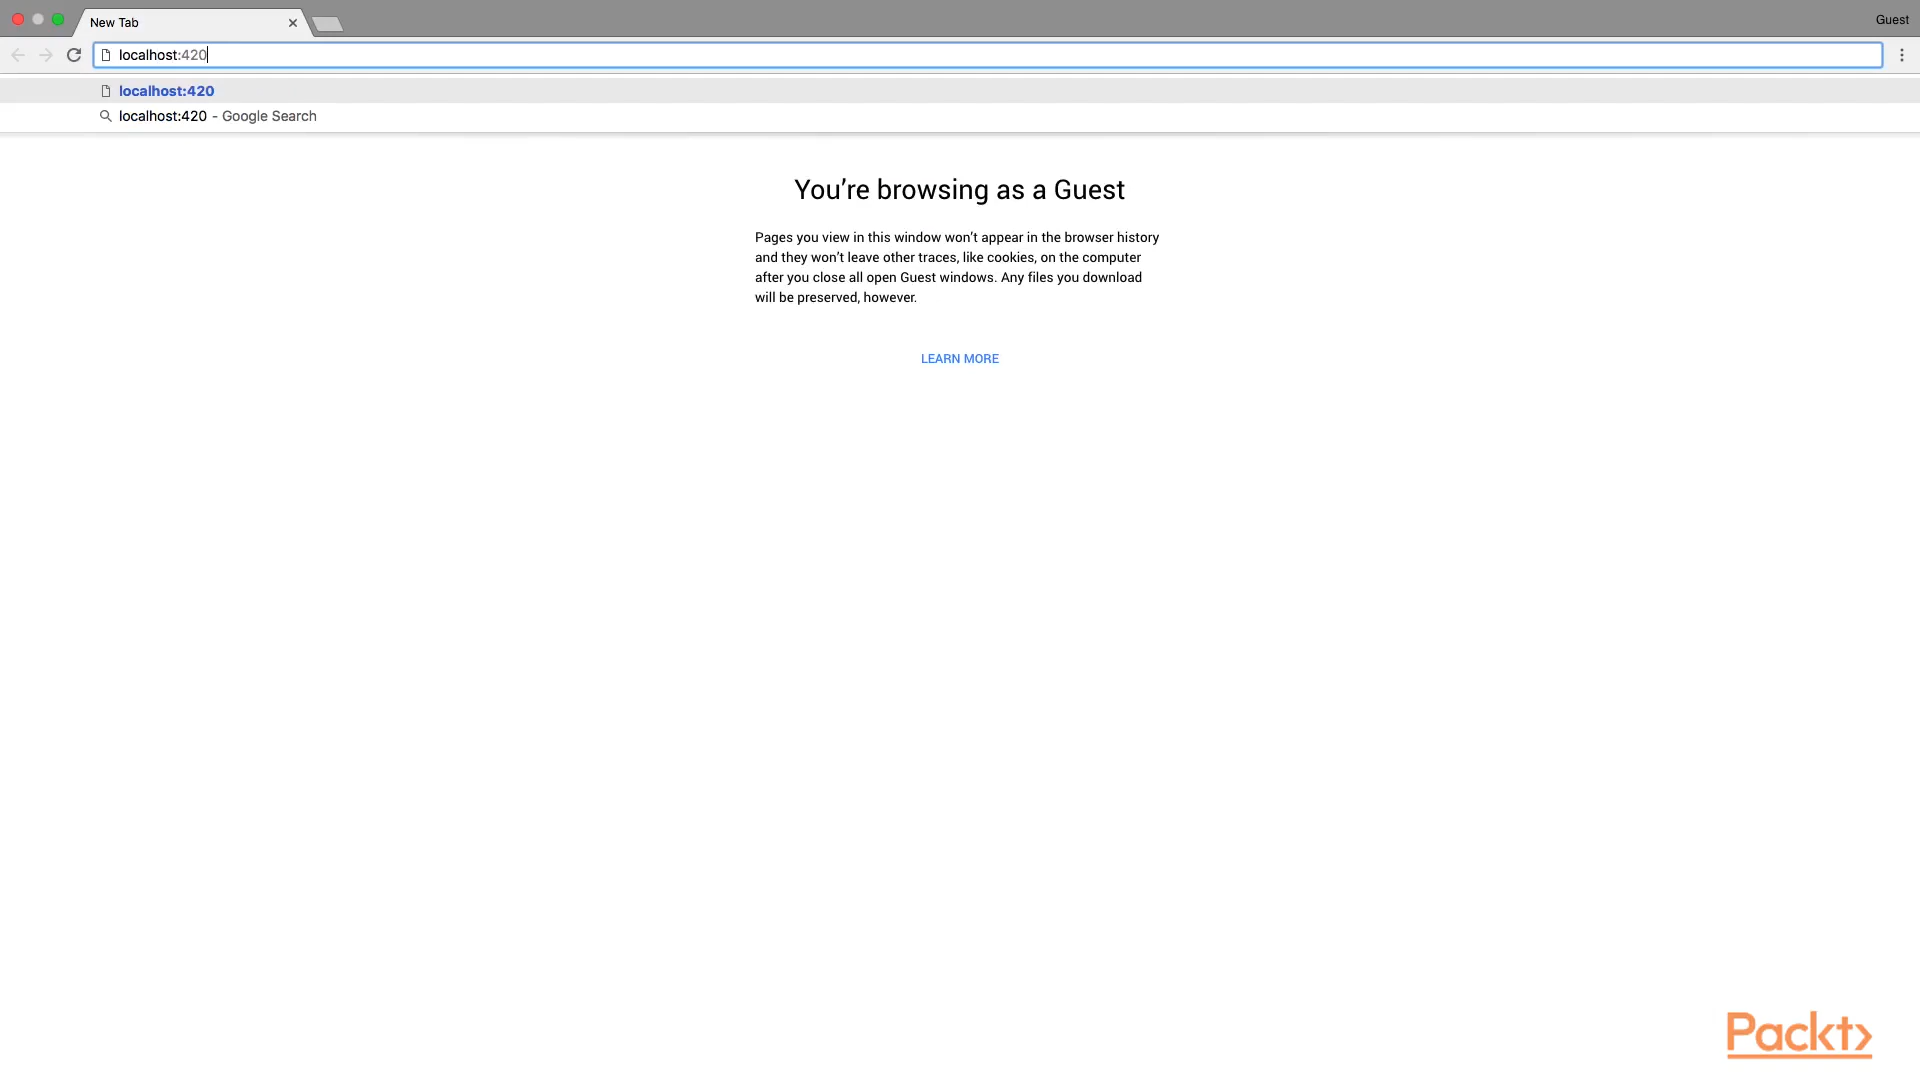 New Tab
Guest
localhost:420
localhost:420
localhost:420 - Google Search
You’re browsing as a Guest
Pages you view in this window won’t appear in the browser history
and they won’t leave other traces, like cookies, on the computer
after you close all open Guest windows. Any files you download
will be preserved, however.
LEARN MORE
Packt